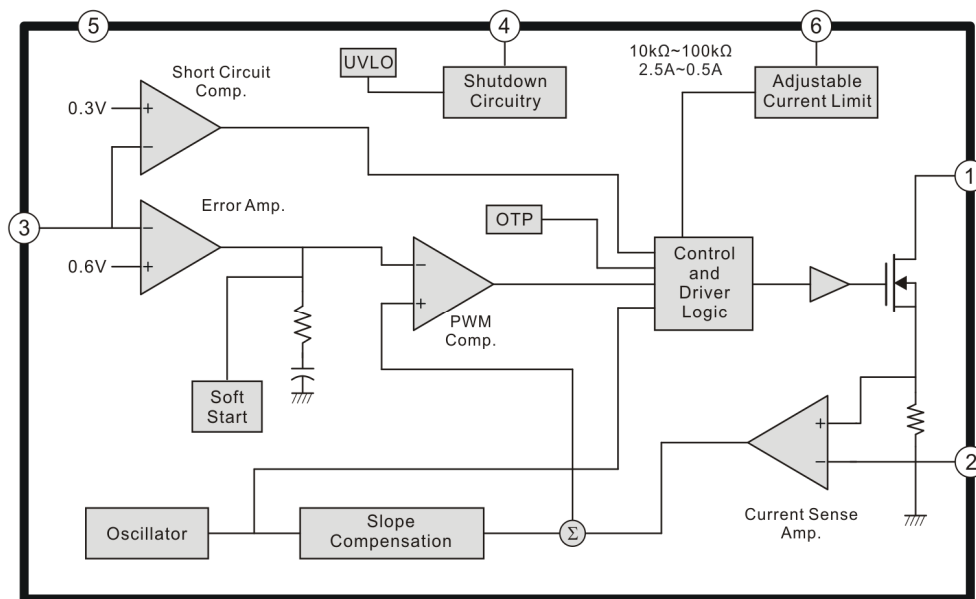 5
4
6
UVLO
Shutdown
Circuitry
10kΩ~100kΩ
2.5A~0.5A
Adjustable
Current Limit
Short Circuit
Comp.
0.3V
+
−
1
3
Error Amp.
−
0.6V
+
OTP
Control
and
Driver
Logic
−
+
PWM
Comp.
Soft
Start
+
−
2
Current Sense
Amp.
Oscillator
Slope
Compensation
Σ